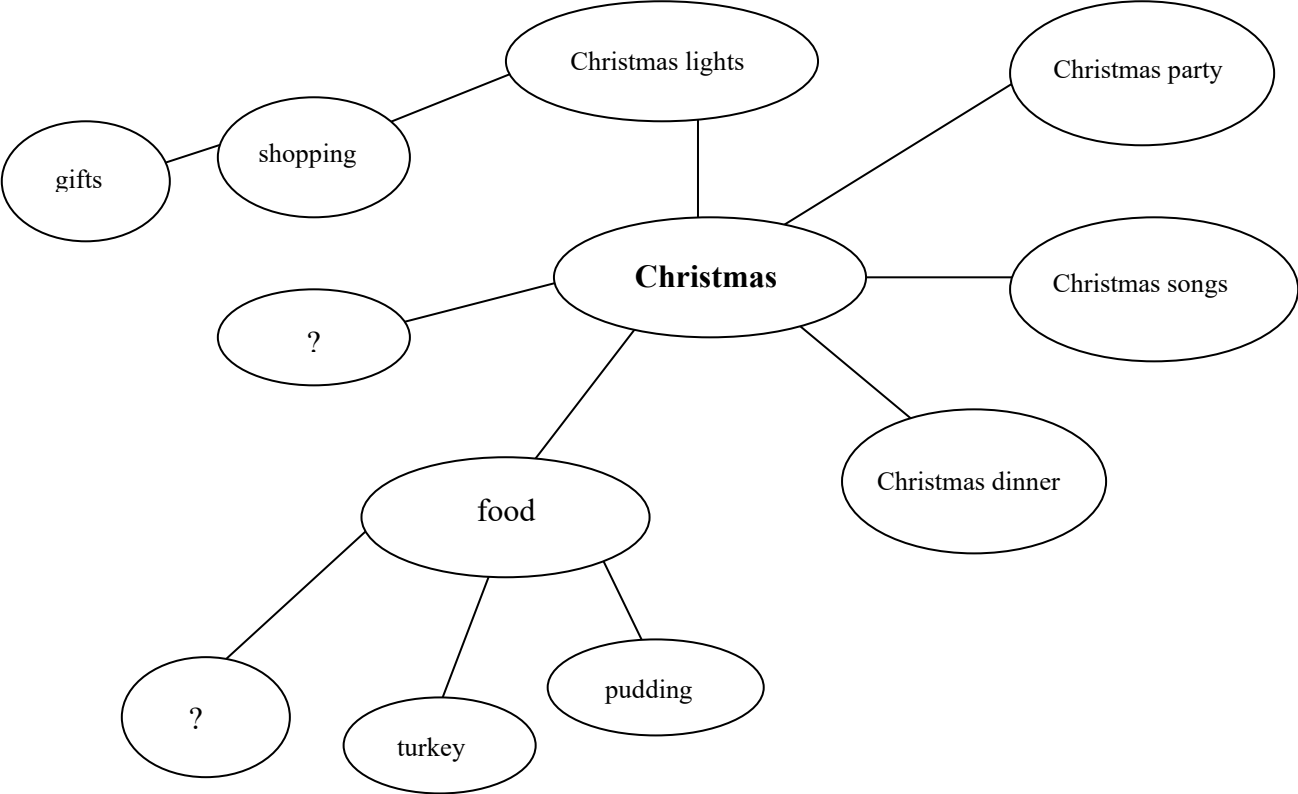 Christmas lights
Christmas party
shopping
gifts
Christmas
Christmas songs
?
Christmas dinner
food
pudding
?
turkey